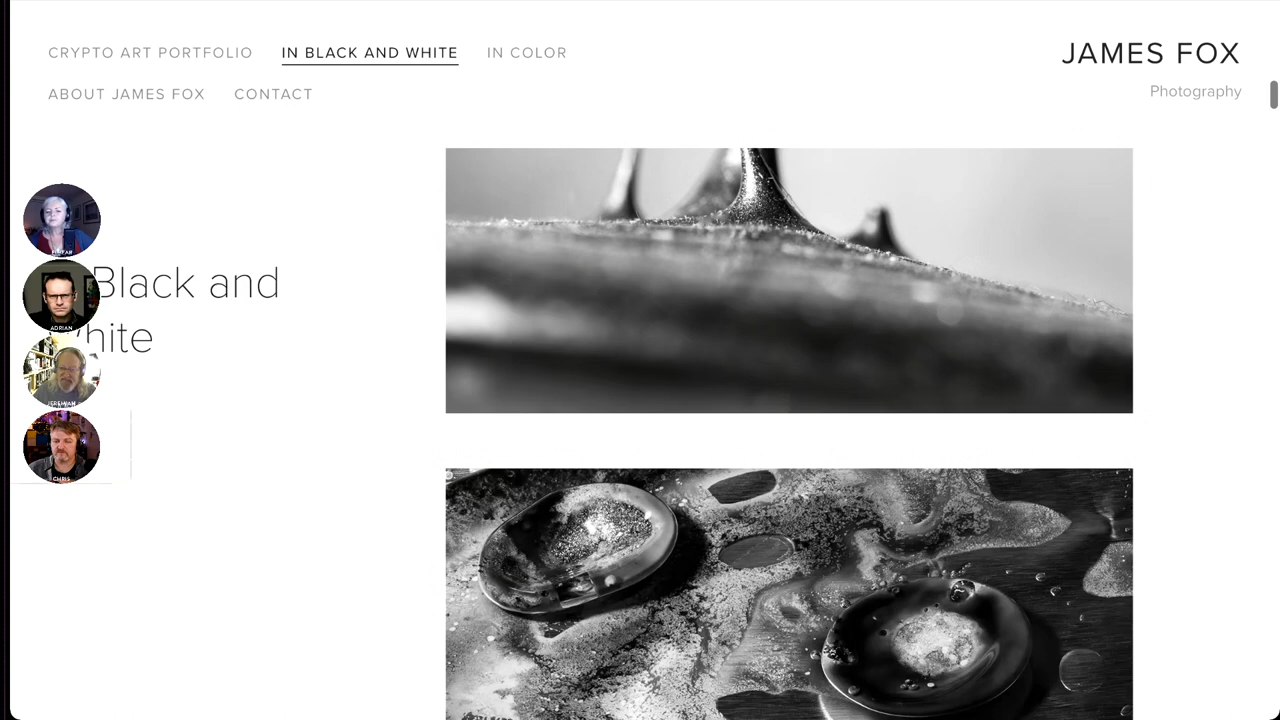 CRYPTO ART PORTFOLIO IN BLACK AND WHITE IN COLOR
ABOUT JAMES FOX CONTACT
JAMES FOX
Photography
Black and
hite
ADRIAN
JEREMIAH
CHRIS